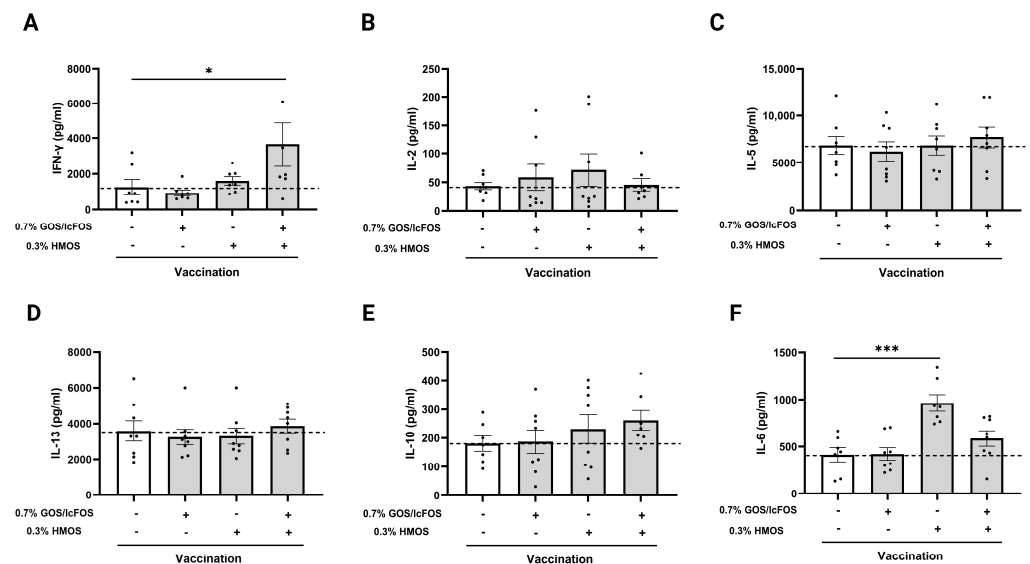 A
B
C
IFN-γ (pg/ml)
8000
6000
4000
2000
0
*
0.7% GOS/lcFOS - + - +
0.3% HMOS - - + +
Vaccination
IL-2 (pg/ml)
250
200
150
100
50
0
0.7% GOS/lcFOS - + - +
0.3% HMOS - - + +
Vaccination
IL-5 (pg/ml)
15,000
10,000
5000
0
0.7% GOS/lcFOS - + - +
0.3% HMOS - - + +
Vaccination
D
E
F
IL-13 (pg/ml)
8000
6000
4000
2000
0
0.7% GOS/lcFOS - + - +
0.3% HMOS - - + +
Vaccination
IL-10 (pg/ml)
500
400
300
200
100
0
0.7% GOS/lcFOS - + - +
0.3% HMOS - - + +
Vaccination
IL-6 (pg/ml)
1500
1000
500
0
***
0.7% GOS/lcFOS - + - +
0.3% HMOS - - + +
Vaccination